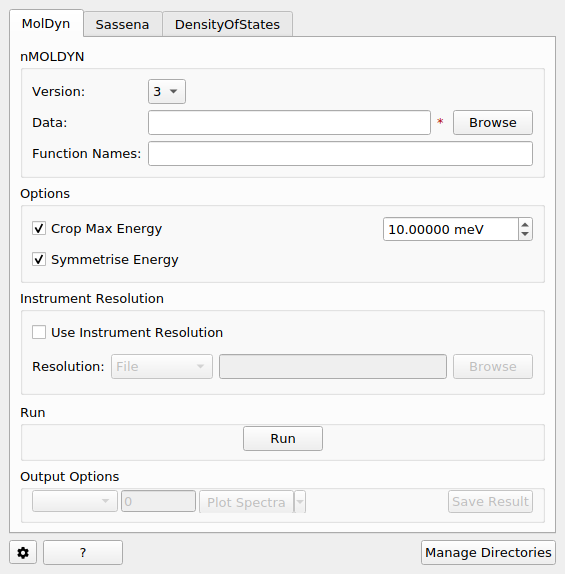 MolDyn Sassena DensityOfStates
nMOLDYN
Version: 3
Data: * Browse
Function Names:
Options
Crop Max Energy 10.00000 meV
Symmetrise Energy
Instrument Resolution
Use Instrument Resolution
Resolution: File Browse
Run
Run
Output Options
0 Plot Spectra Save Result
? Manage Directories